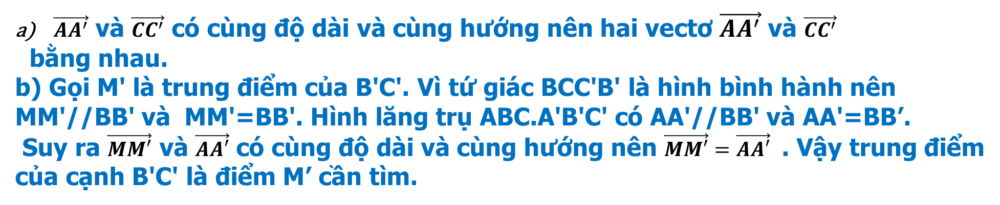 a) $\overrightarrow{AA'}$ và $\overrightarrow{CC'}$ có cùng độ dài và cùng hướng nên hai vectơ $\overrightarrow{AA'}$ và $\overrightarrow{CC'}$
bằng nhau.
b) Gọi M' là trung điểm của B'C'. Vì tứ giác BCC'B' là hình bình hành nên
MM'//BB' và MM'=BB'. Hình lăng trụ ABC.A'B'C' có AA'//BB' và AA'=BB′.
Suy ra $\overrightarrow{MM'}$ và $\overrightarrow{AA'}$ có cùng độ dài và cùng hướng nên $\overrightarrow{MM'} = \overrightarrow{AA'}$ . Vậy trung điểm
của cạnh B'C' là điểm M′ cần tìm.